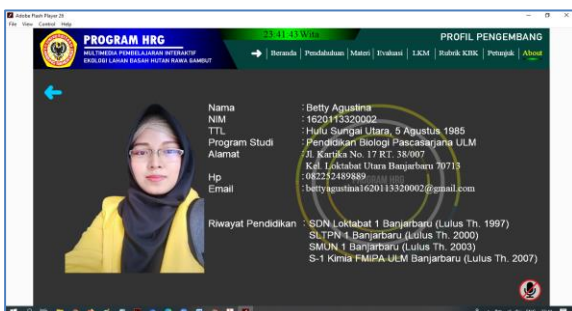 Adobe Flash Player 28
File View Control Help
PROGRAM HRG
MULTIMEDIA PEMBELAJARAN INTERAKTIF
EKOLOGI LAHAN BASAH HUTAN RAWA GAMBUT
23:41:43 Wita
PROFIL PENGEMBANG
Beranda | Pendahuluan | Materi | Evaluasi | LKM | Rubrik KBK | Petunjuk | About
Nama : Betty Agustina
NIM : 1620113320002
TTL : Hulu Sungai Utara, 5 Agustus 1985
Program Studi : Pendidikan Biologi Pascasarjana ULM
Alamat : Jl. Kartika No. 17 RT. 38/007
Kel. Loktabat Utara Banjarbaru 70713
Hp : 082252489889
Email : bettyagustina1620113320002@gmail.com
Riwayat Pendidikan : SDN Loktabat 1 Banjarbaru (Lulus Th. 1997)
SLTPN 1 Banjarbaru (Lulus Th. 2000)
SMUN 1 Banjarbaru (Lulus Th. 2003)
S-1 Kimia FMIPA ULM Banjarbaru (Lulus Th. 2007)